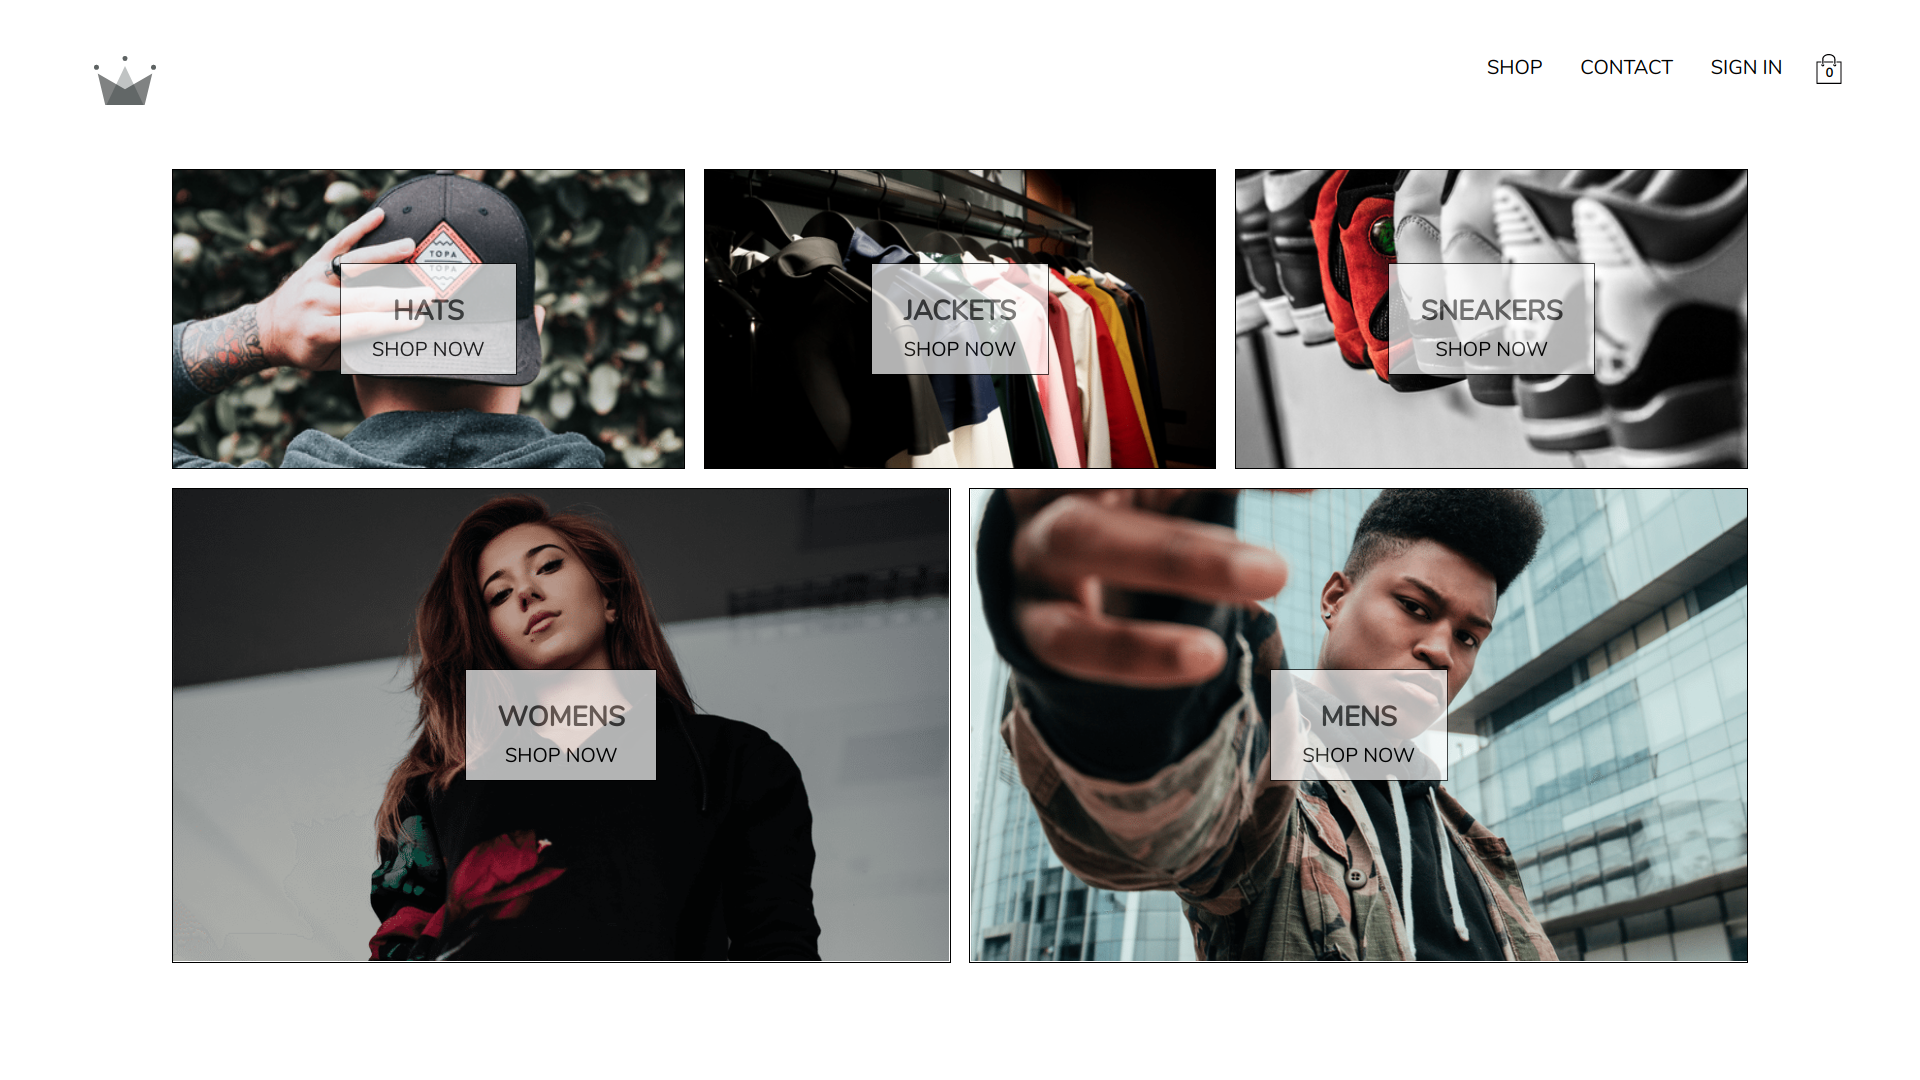 SHOP
CONTACT
SIGN IN
0
TOPA
TOPA
HATS
SHOP NOW
JACKETS
SHOP NOW
SNEAKERS
SHOP NOW
WOMENS
SHOP NOW
MENS
SHOP NOW